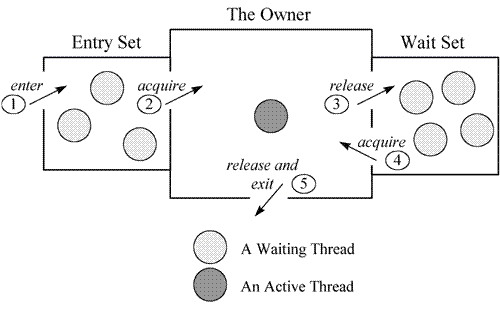 The Owner
Entry Set
Wait Set
enter
1
acquire
2
release
3
acquire
4
release and
exit
5
A Waiting Thread
An Active Thread